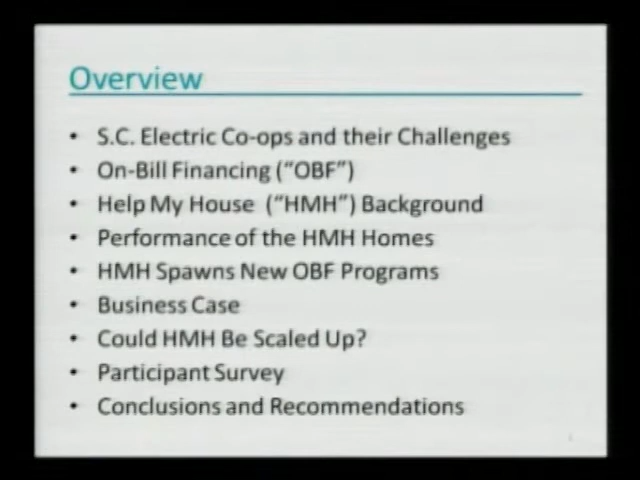 Overview
• S.C. Electric Co-ops and their Challenges
• On-Bill Financing (“OBF”)
• Help My House (“HMH”) Background
• Performance of the HMH Homes
• HMH Spawns New OBF Programs
• Business Case
• Could HMH Be Scaled Up?
• Participant Survey
• Conclusions and Recommendations